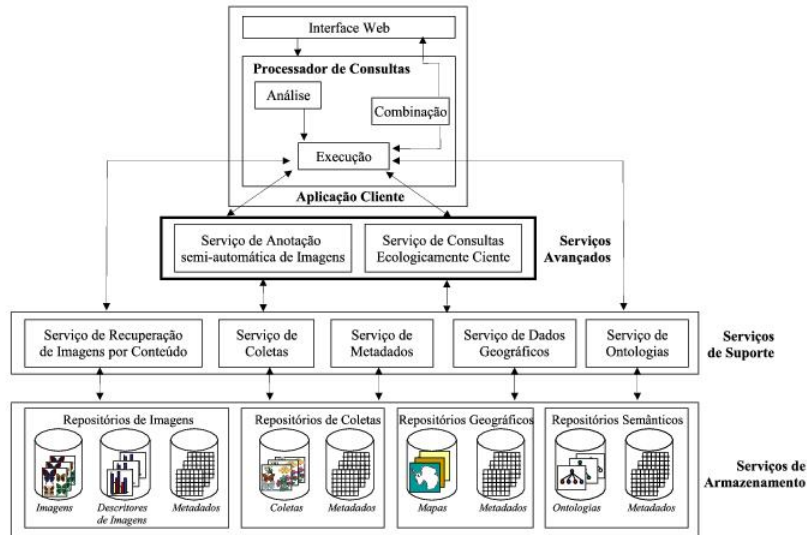 Interface Web
Processador de Consultas
Análise
Combinação
Execução
Aplicação Cliente
Serviço de Anotação
semi-automática de Imagens
Serviço de Consultas
Ecologicamente Ciente
Serviços
Avançados
Serviço de Recuperação
de Imagens por Conteúdo
Serviço de
Coletas
Serviço de
Metadados
Serviço de Dados
Geográficos
Serviço de
Ontologias
Serviços
de Suporte
Repositórios de Imagens
Imagens
Descritores
de Imagens
Metadados
Repositórios de Coletas
Coletas
Metadados
Repositórios Geográficos
Mapas
Metadados
Repositórios Semânticos
Ontologias
Metadados
Serviços de
Armazenamento